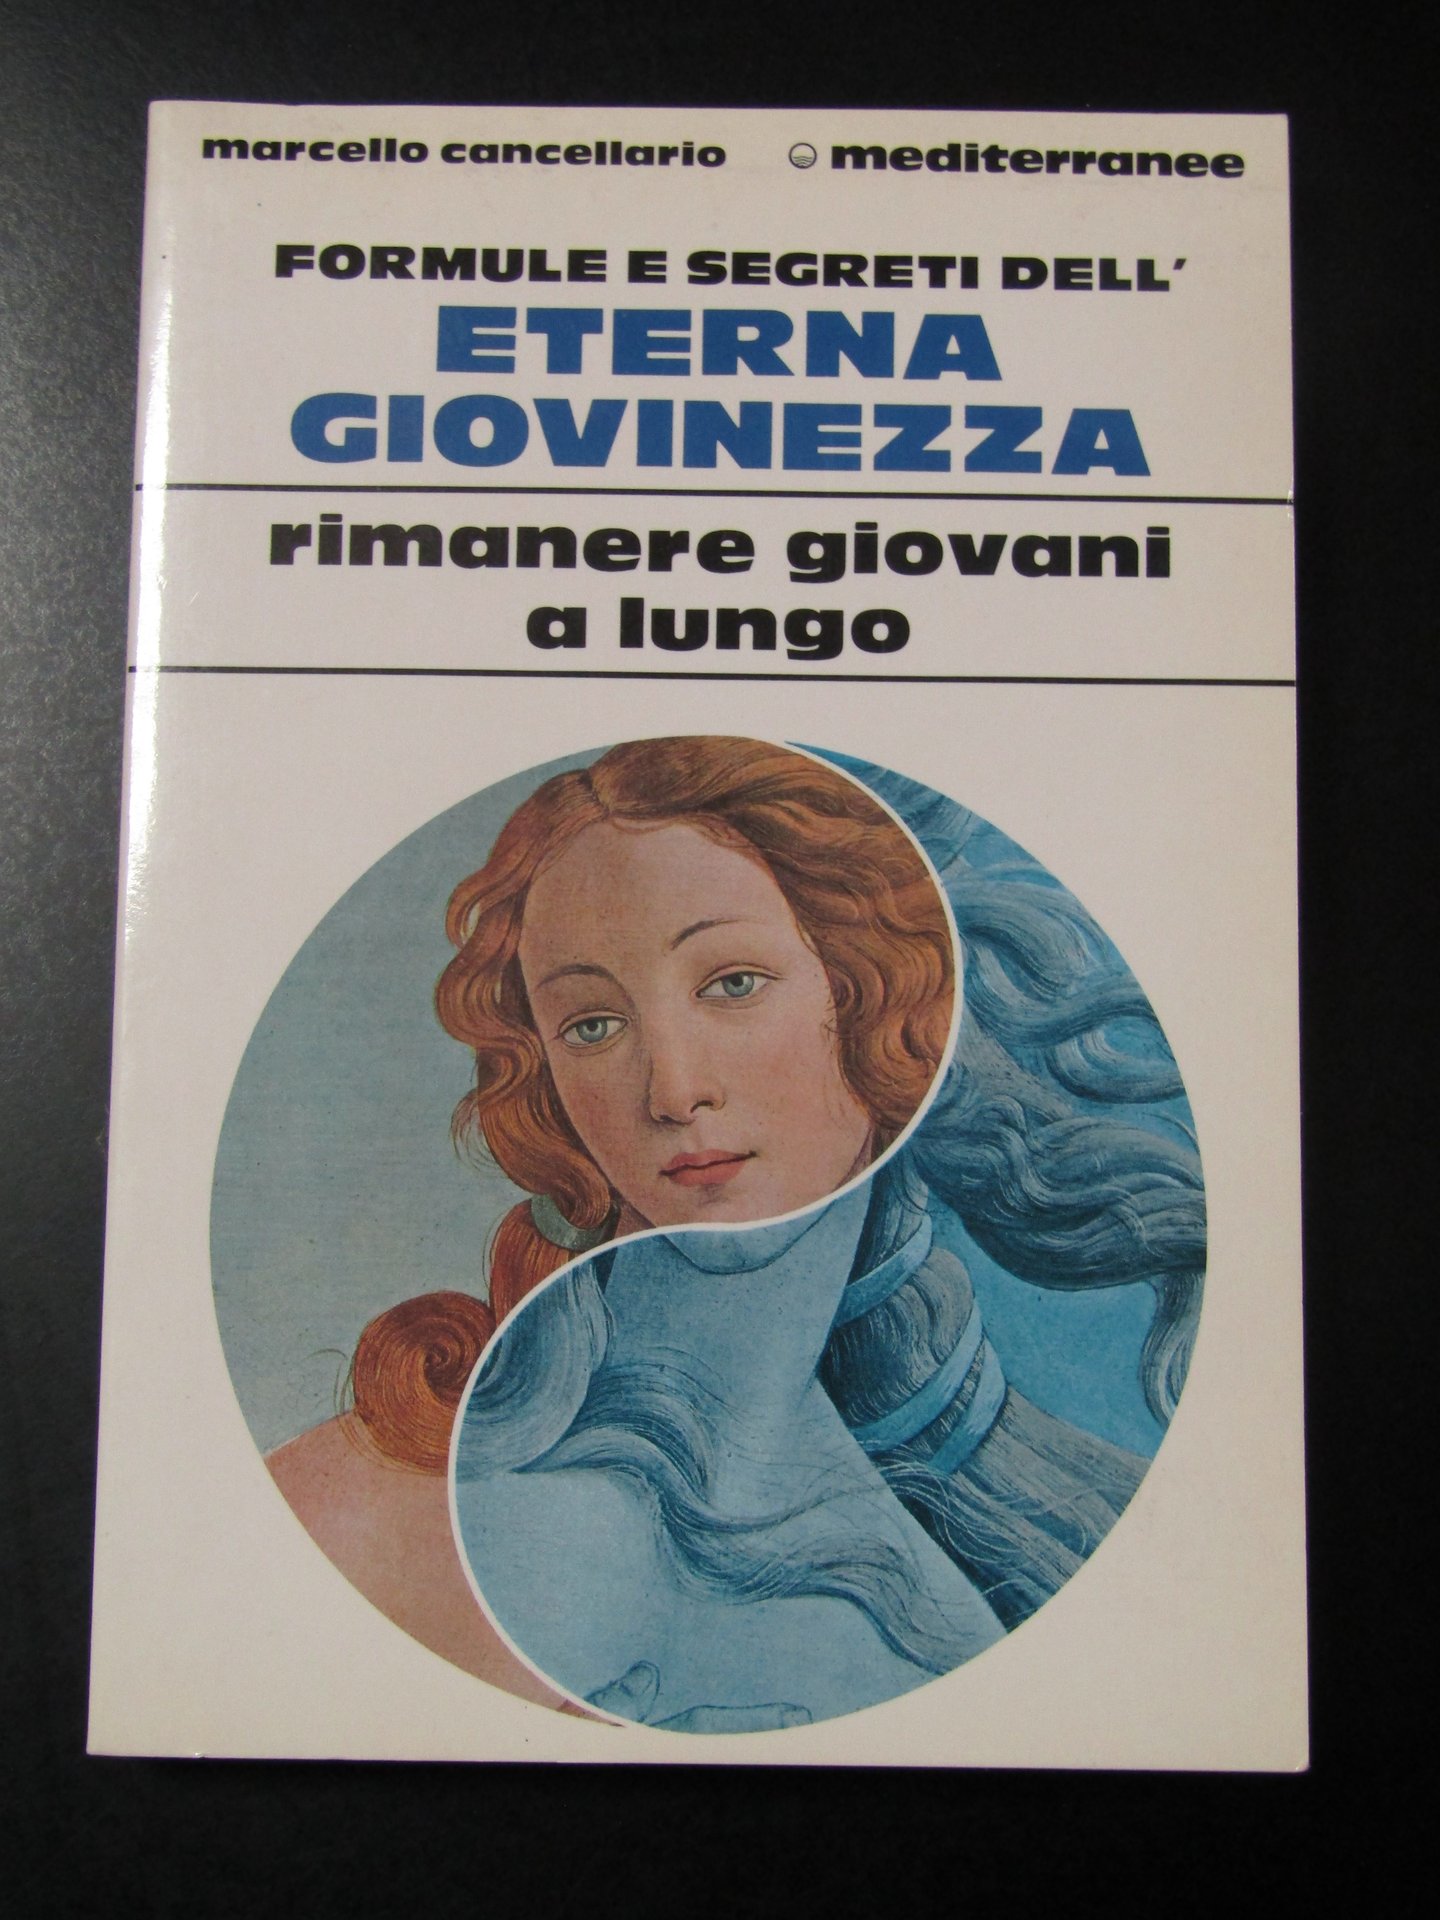 marcello cancellario mediterranee
FORMULE E SEGRETI DELL'
ETERNA
GIOVINEZZA
rimanere giovani
a lungo